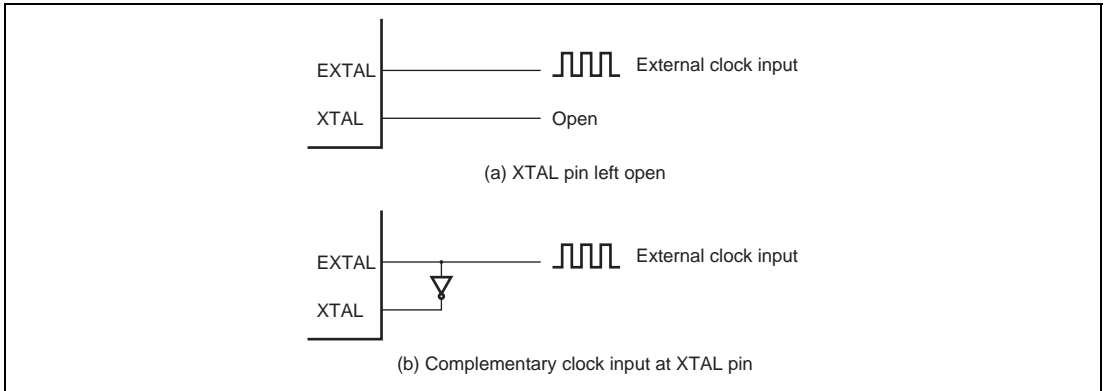 EXTAL
External clock input
XTAL
Open
(a) XTAL pin left open
EXTAL
External clock input
XTAL
(b) Complementary clock input at XTAL pin